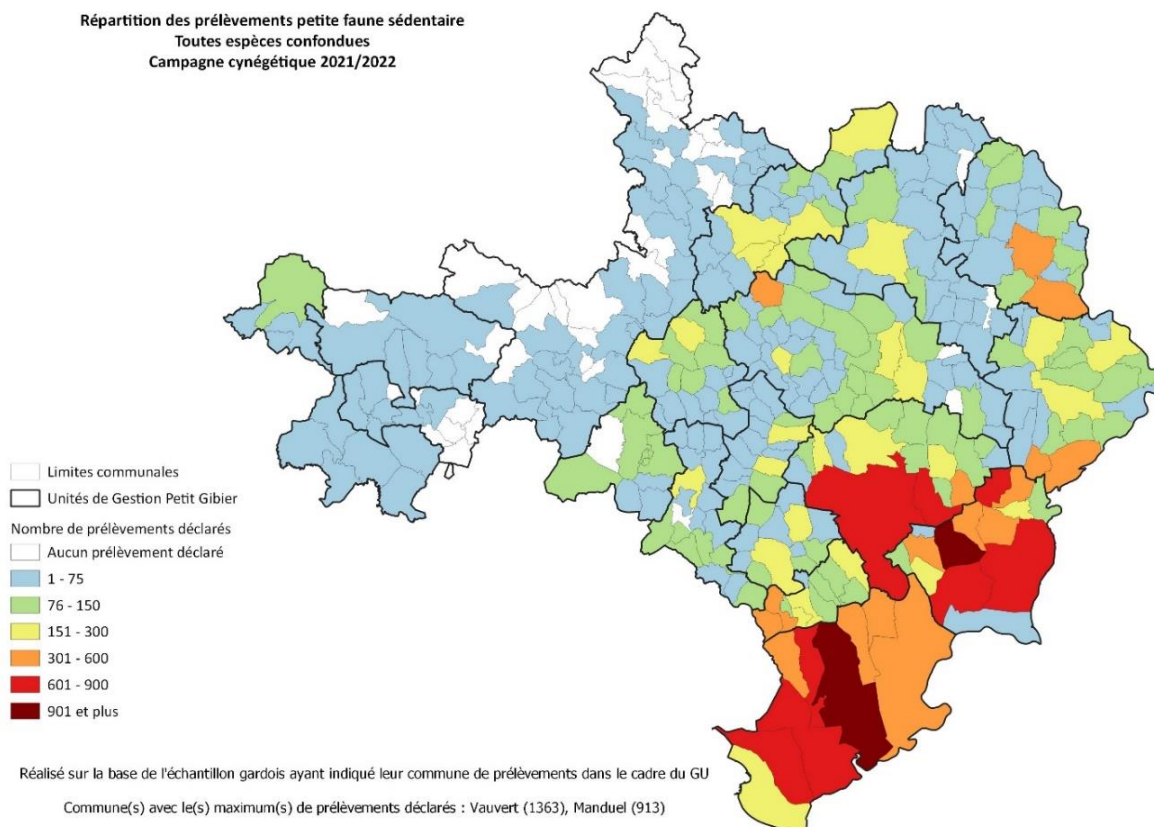 Répartition des prélèvements petite faune sédentaire
Toutes espèces confondues
Campagne cynégétique 2021/2022
Limites communales
Unités de Gestion Petit Gibier
Nombre de prélèvements déclarés
Aucun prélèvement déclaré
1 - 75
76 - 150
151 - 300
301 - 600
601 - 900
901 et plus
Réalisé sur la base de l'échantillon gardois ayant indiqué leur commune de prélèvements dans le cadre du GU
Commune(s) avec le(s) maximum(s) de prélèvements déclarés : Vauvert (1363), Manduel (913)